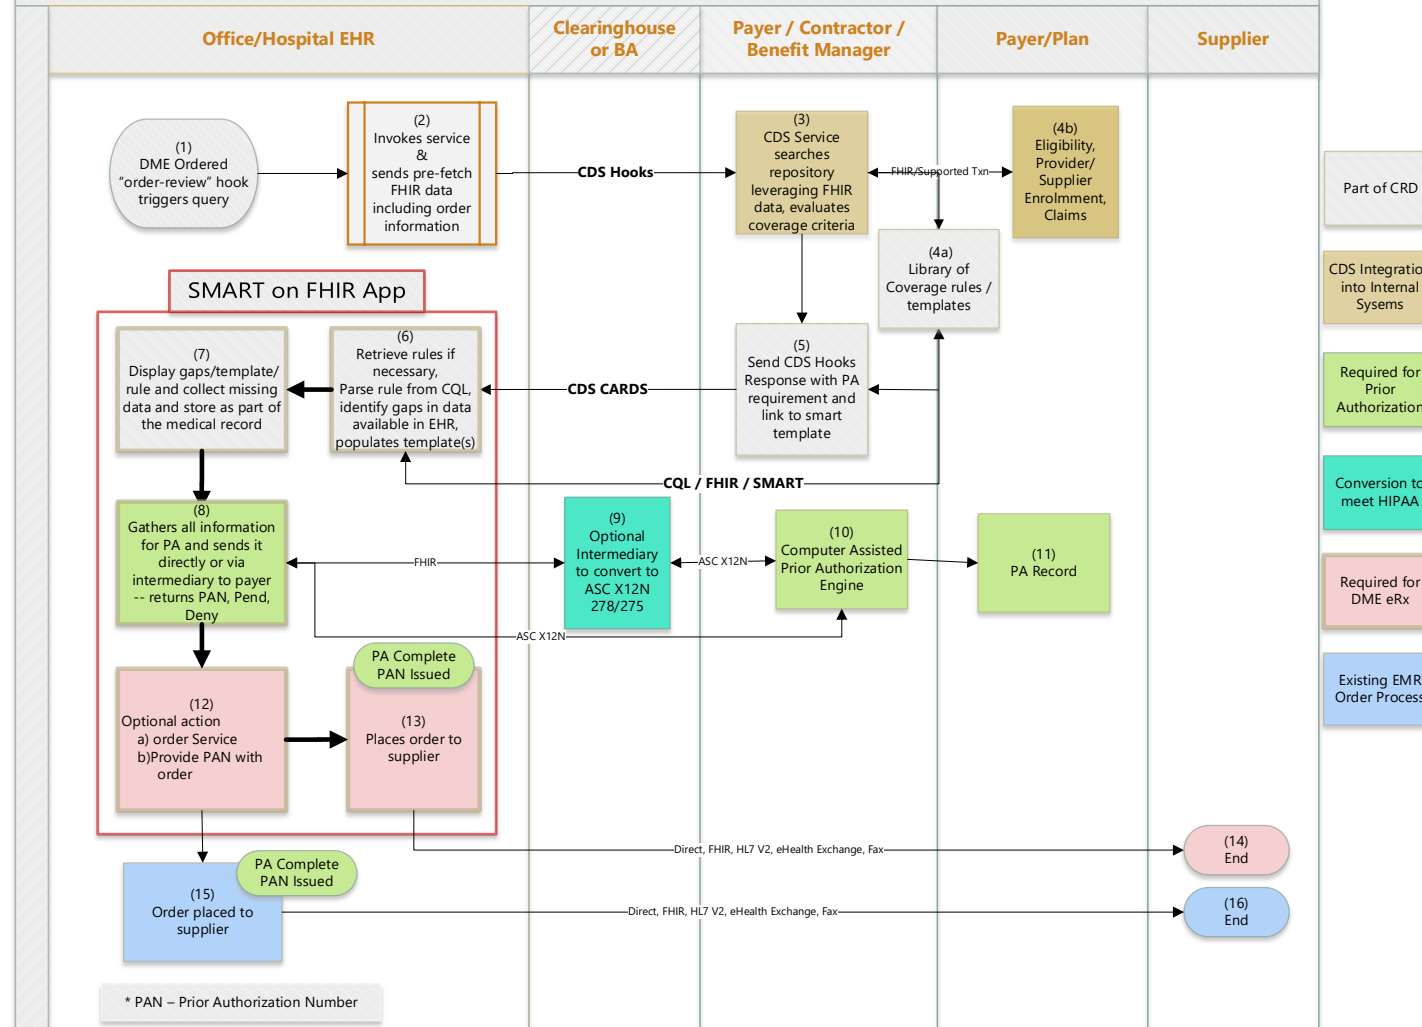 Office/Hospital EHR
Clearinghouse
or BA
Payer / Contractor /
Benefit Manager
Payer/Plan
Supplier
(1)
DME Ordered
“order-review” hook
triggers query
(2)
Invokes service
&
sends pre-fetch
FHIR data
including order
information
CDS Hooks
(3)
CDS Service
searches
repository
leveraging FHIR
data, evaluates
coverage criteria
FHIR/Supported Txn
(4b)
Eligibility,
Provider/
Supplier
Enrolmment,
Claims
(4a)
Library of
Coverage rules /
templates
SMART on FHIR App
(7)
Display gaps/template/
rule and collect missing
data and store as part of
the medical record
(6)
Retrieve rules if
necessary,
Parse rule from CQL,
identify gaps in data
available in EHR,
populates template(s)
CDS CARDS
(5)
Send CDS Hooks
Response with PA
requirement and
link to smart
template
CQL / FHIR / SMART
(8)
Gathers all information
for PA and sends it
directly or via
intermediary to payer
-- returns PAN, Pend,
Deny
FHIR
(9)
Optional
Intermediary
to convert to
ASC X12N
278/275
ASC X12N
(10)
Computer Assisted
Prior Authorization
Engine
(11)
PA Record
ASC X12N
PA Complete
PAN Issued
(12)
Optional action
a) order Service
b)Provide PAN with
order
(13)
Places order to
supplier
Direct, FHIR, HL7 V2, eHealth Exchange, Fax
(14)
End
PA Complete
PAN Issued
(15)
Order placed to
supplier
Direct, FHIR, HL7 V2, eHealth Exchange, Fax
(16)
End
* PAN – Prior Authorization Number
Part of CRD
CDS Integratio
into Internal
Sysems
Required for
Prior
Authorization
Conversion to
meet HIPAA
Required for
DME eRx
Existing EMR
Order Process